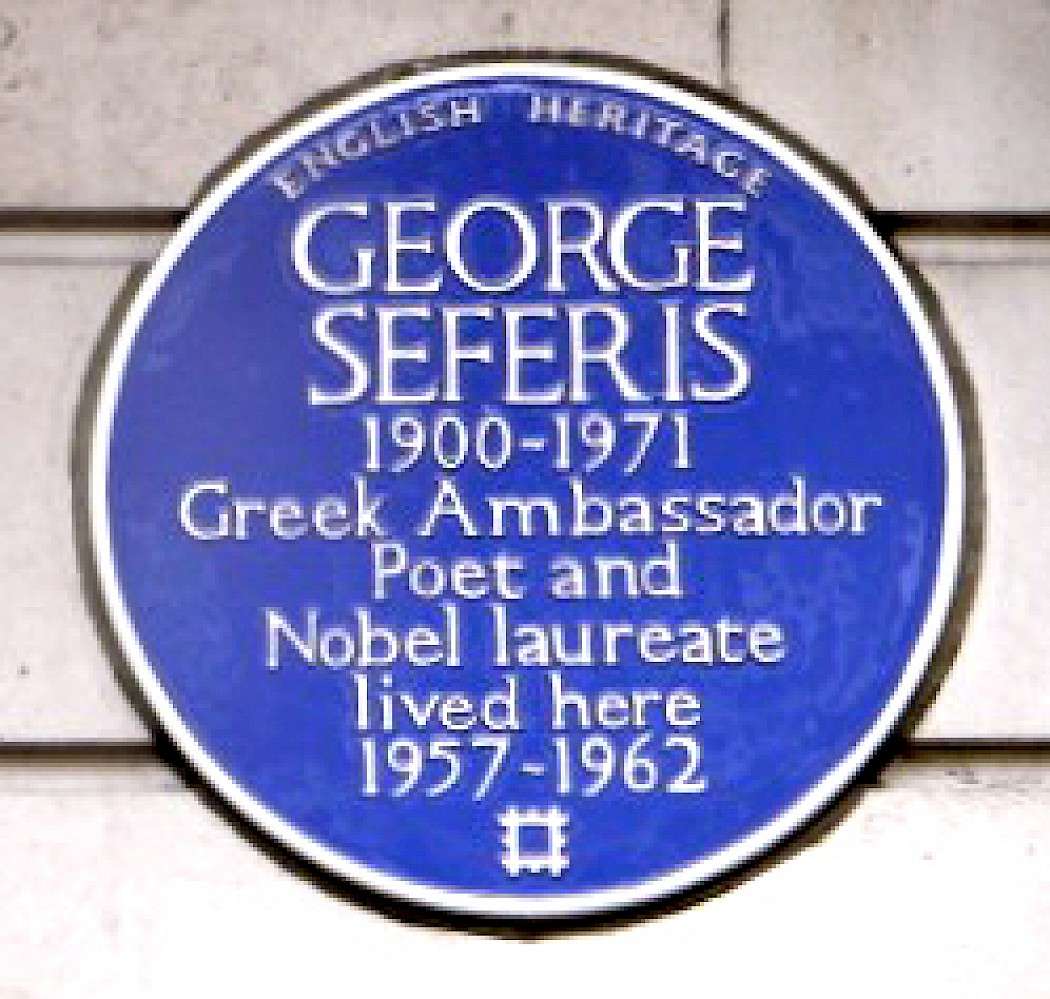 ENGLISH HERITAGE
GEORGE
SEFERIS
1900-1971
Greek Ambassador
Poet and
Nobel laureate
lived here
1957-1962